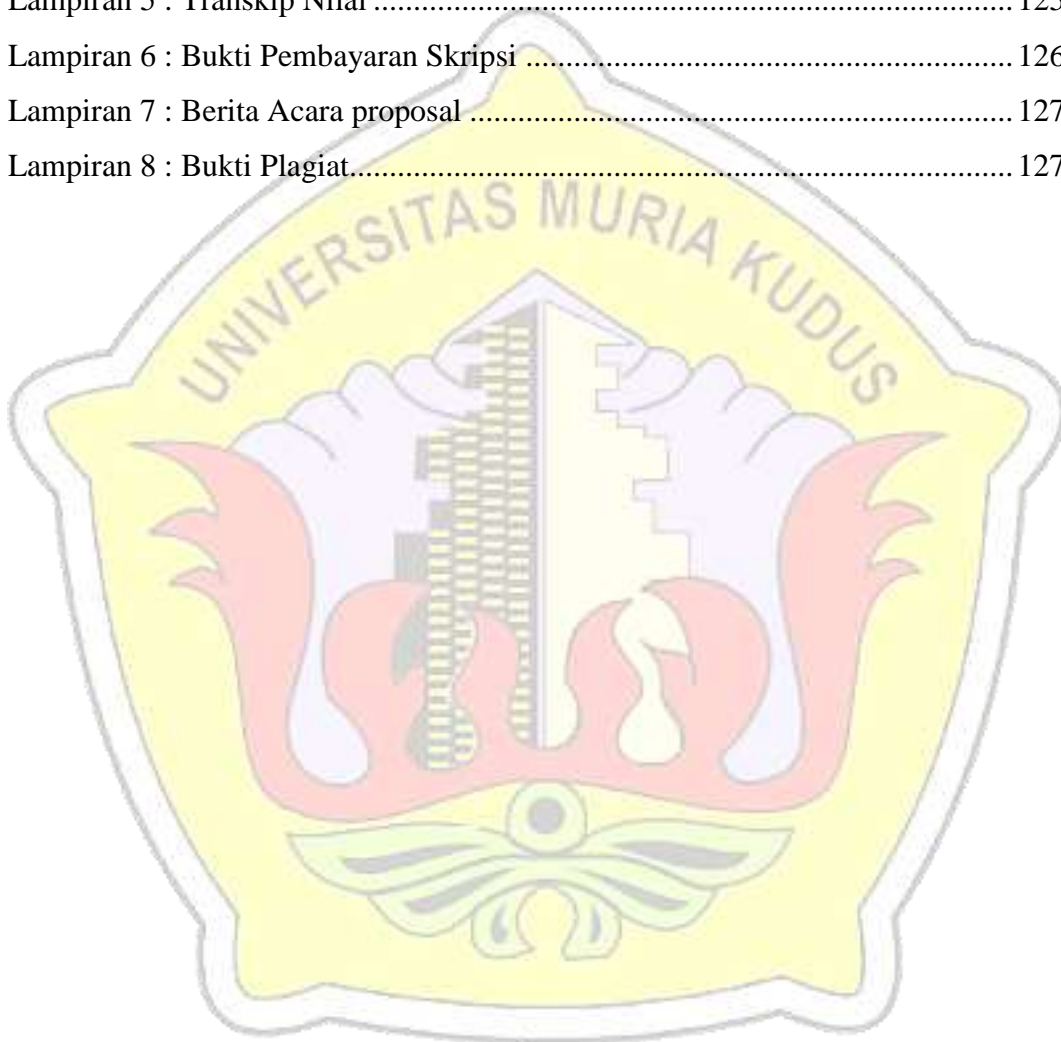 Lampiran 5 : Transkip Nilai ........................................................................ 125
Lampiran 6 : Bukti Pembayaran Skripsi ....................................................... 126
Lampiran 7 : Berita Acara proposal ............................................................. 127
Lampiran 8 : Bukti Plagiat........................................................................... 127
UNIVERSITAS MURIA KUDUS